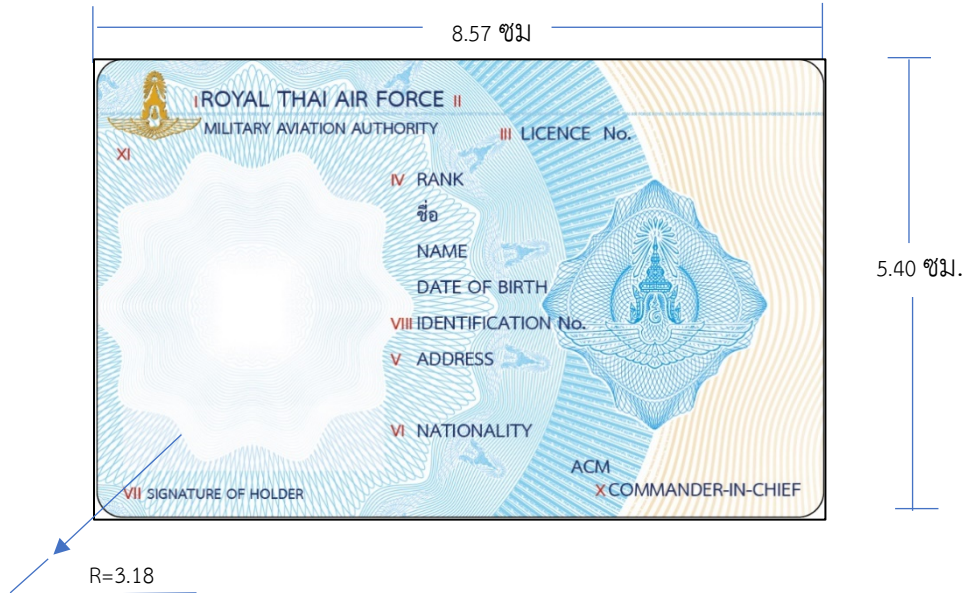 8.57 ซม
I ROYAL THAI AIR FORCE II
MILITARY AVIATION AUTHORITY
III LICENCE No.
XI
IV RANK
ชื่อ
NAME
DATE OF BIRTH
VIII IDENTIFICATION No.
V ADDRESS
VI NATIONALITY
ACM
VII SIGNATURE OF HOLDER
X COMMANDER-IN-CHIEF
5.40 ซม.
R=3.18